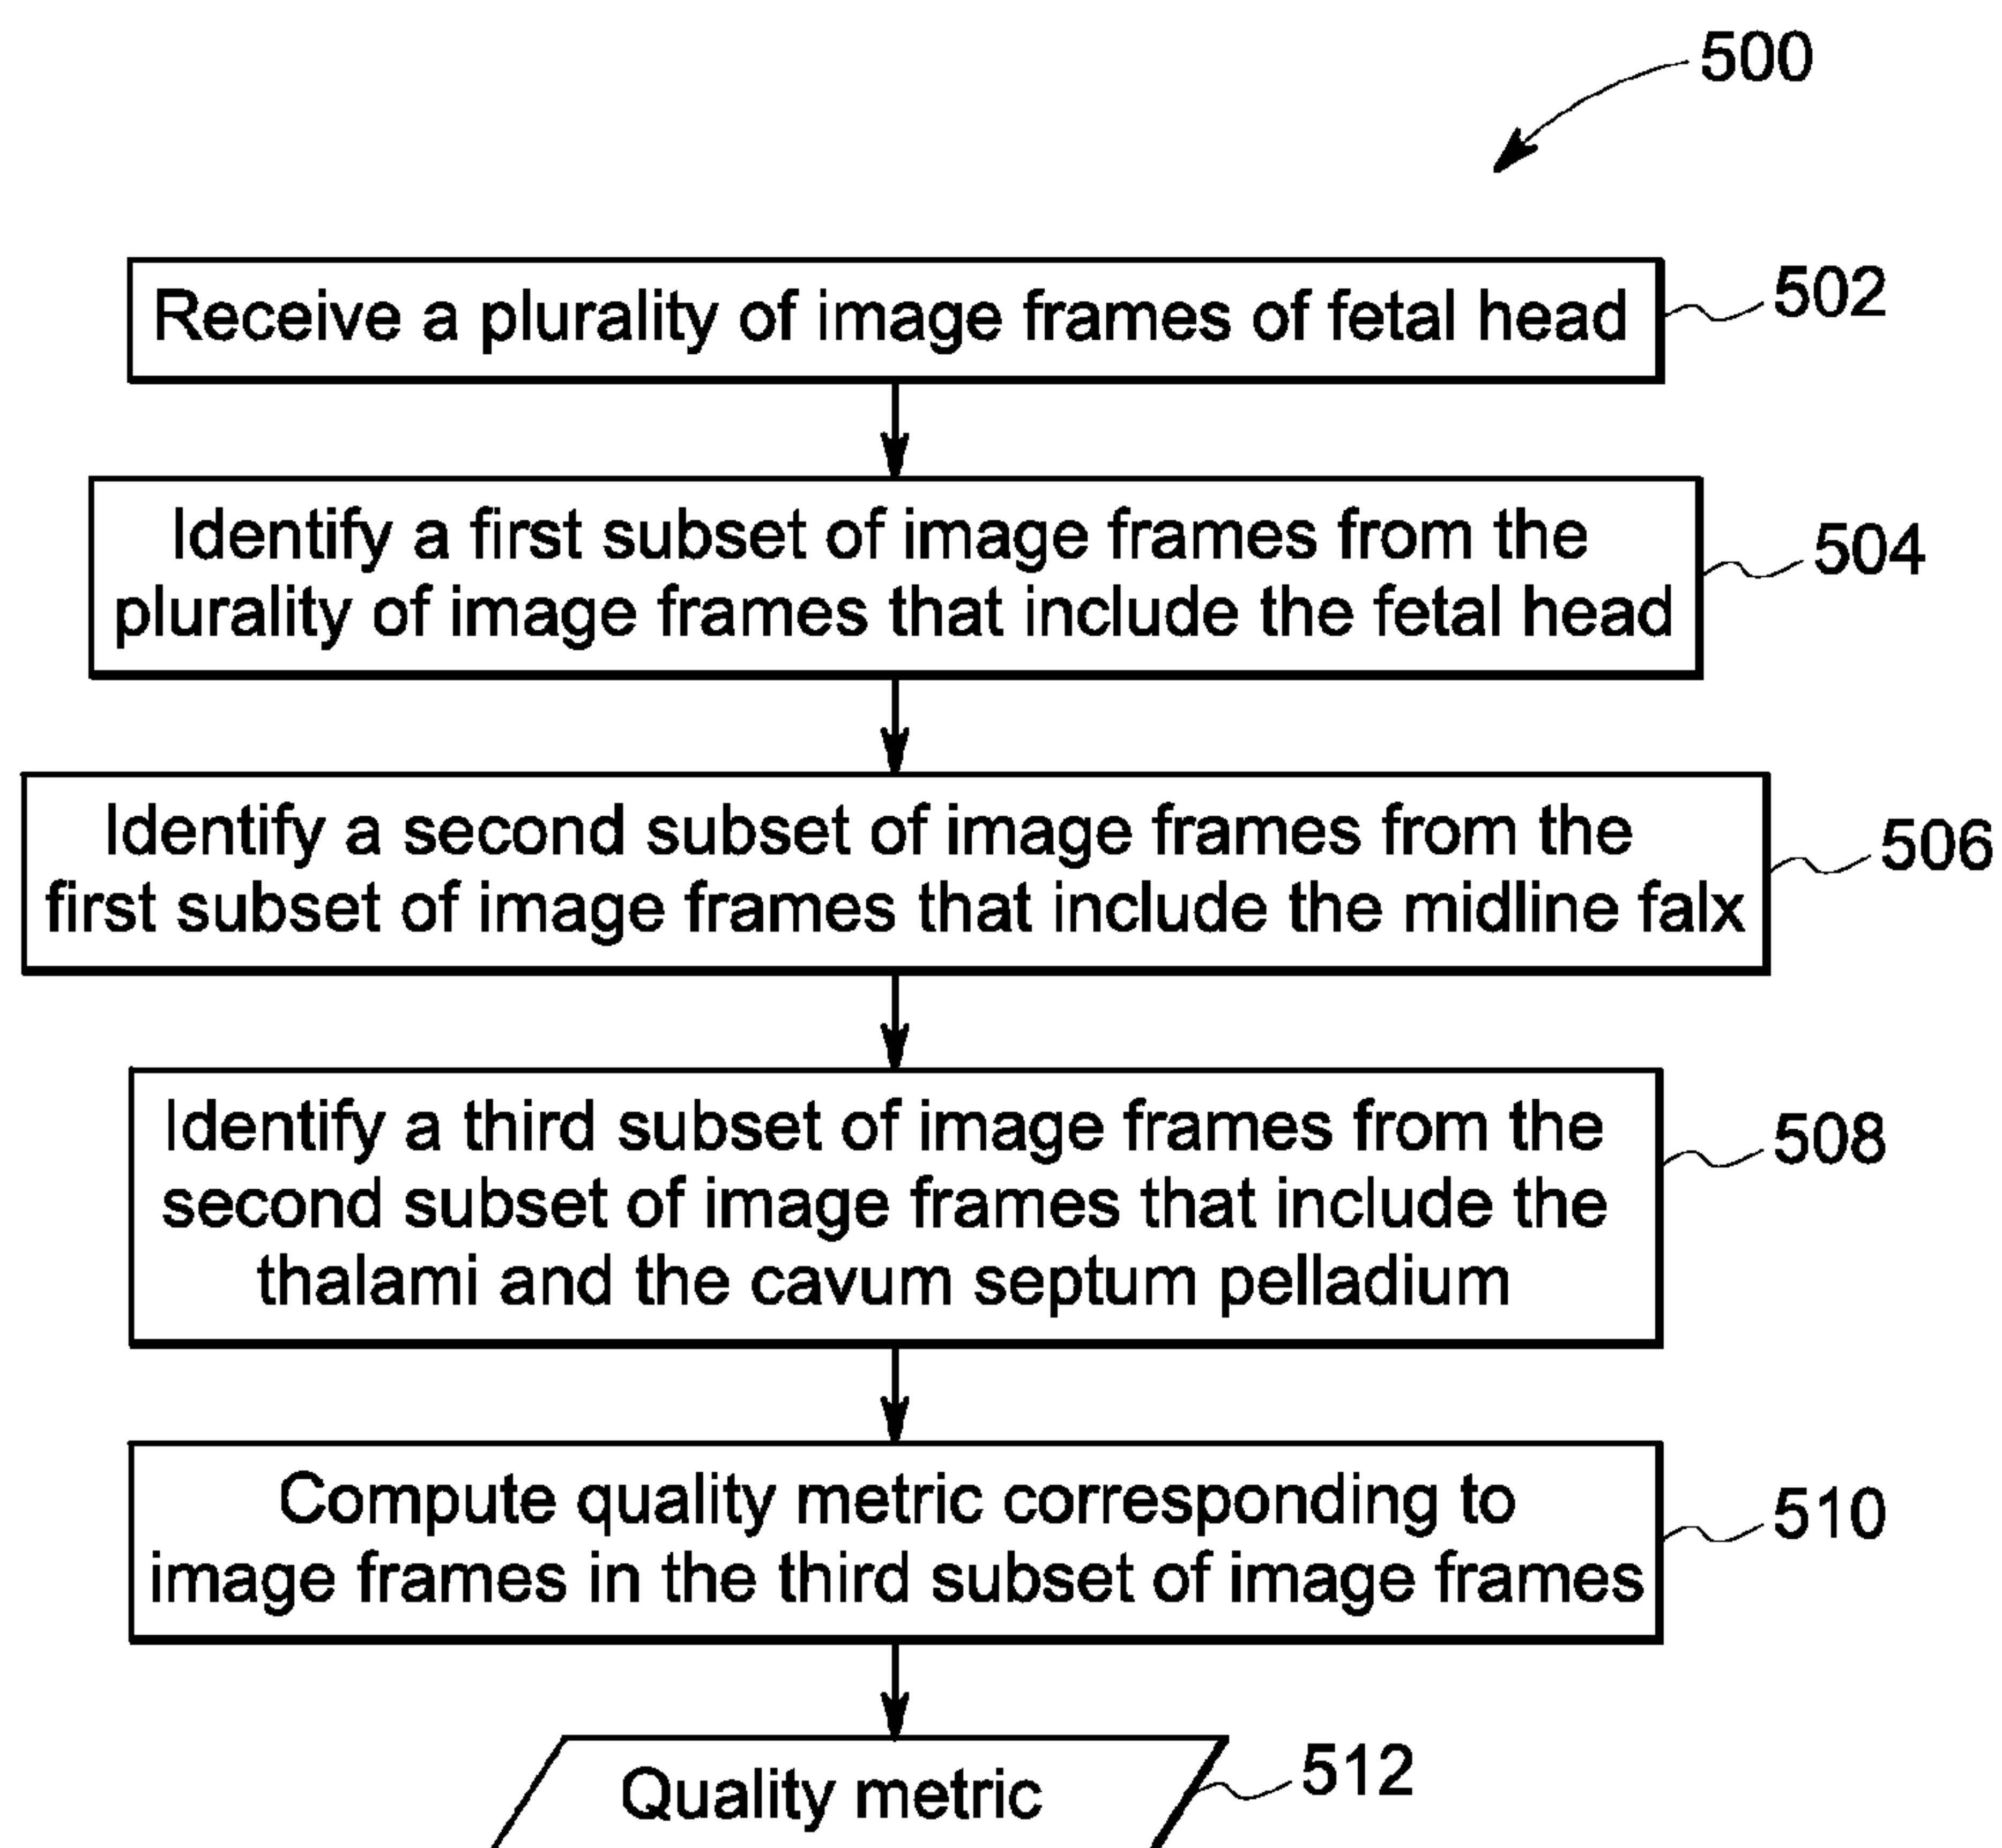 500
Receive a plurality of image frames of fetal head
502
Identify a first subset of image frames from the
plurality of image frames that include the fetal head
504
Identify a second subset of image frames from the
first subset of image frames that include the midline falx
506
Identify a third subset of image frames from the
second subset of image frames that include the
thalami and the cavum septum pelladium
508
Compute quality metric corresponding to
image frames in the third subset of image frames
510
Quality metric
512